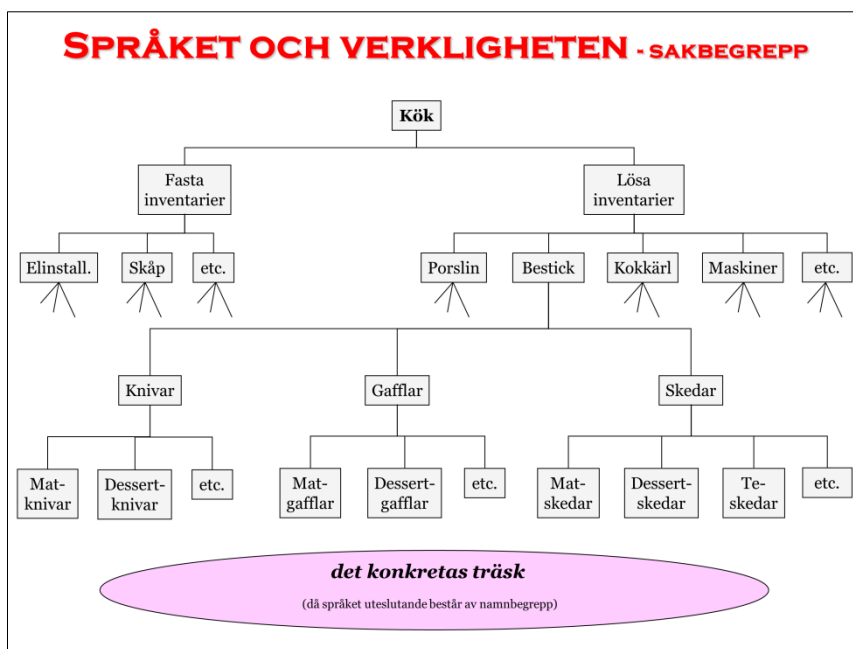 SPRÅKET OCH VERKLIGHETEN - SAKBEGREPP
Kök
Fasta
inventarier
Lösa
inventarier
Elinstall.
Skåp
etc.
Porslin
Bestick
Kokkärl
Maskiner
etc.
Knivar
Gafflar
Skedar
Mat-
knivar
Dessert-
knivar
etc.
Mat-
gafflar
Dessert-
gafflar
etc.
Mat-
skedar
Dessert-
skedar
Te-
skedar
etc.
det konkretas träsk
(då språket uteslutande består av namnbegrepp)